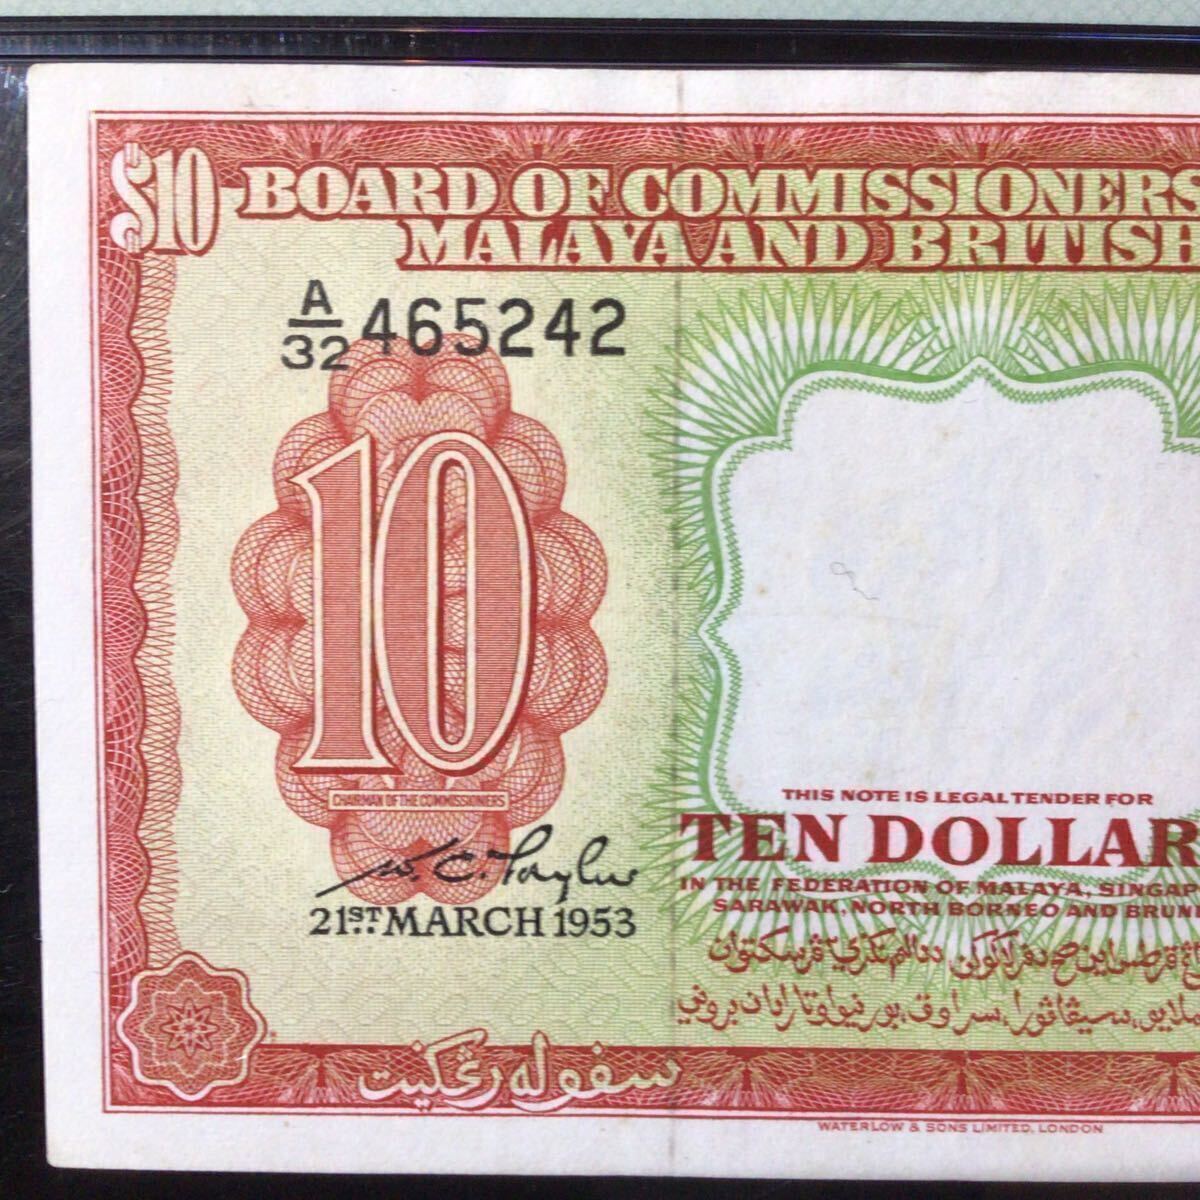 $10 BOARD OF COMMISSIONERS
MALAYA AND BRITISH
A/32 465242
10
CHAIRMAN OF THE COMMISSIONERS
W. C. Taylor
21ST MARCH 1953
THIS NOTE IS LEGAL TENDER FOR
TEN DOLLAR
IN THE FEDERATION OF MALAYA, SINGAP
SARAWAK, NORTH BORNEO AND BRUN
سڤوله رڠݢيت
WATERLOW & SONS LIMITED, LONDON